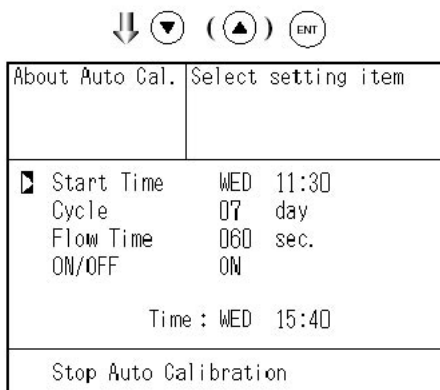 ENT
About Auto Cal. Select setting item
Start Time WED 11:30
Cycle 07 day
Flow Time 060 sec.
ON/OFF ON
Time : WED 15:40
Stop Auto Calibration